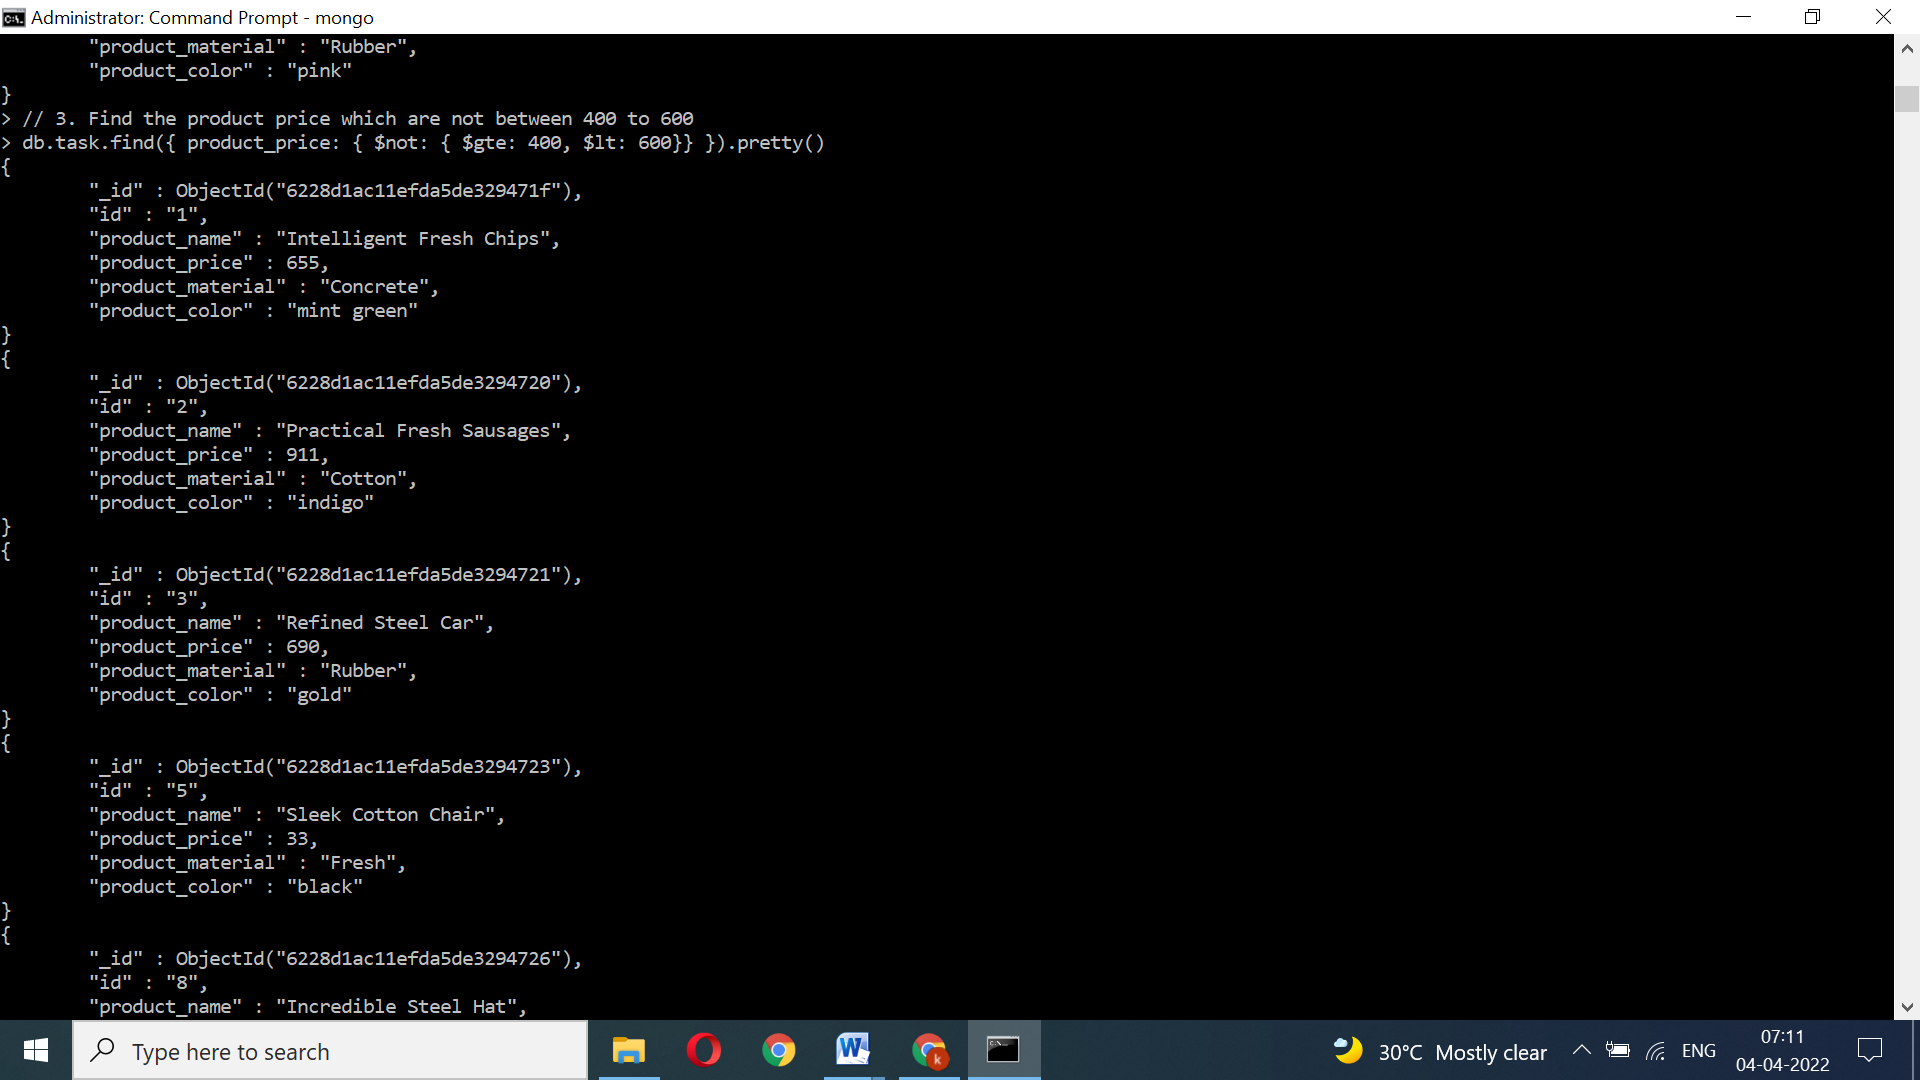 Administrator: Command Prompt - mongo
"product_material" : "Rubber",
"product_color" : "pink"
}
> // 3. Find the product price which are not between 400 to 600
> db.task.find({ product_price: { $not: { $gte: 400, $lt: 600}} }).pretty()
{
"_id" : ObjectId("6228d1ac11efda5de329471f"),
"id" : "1",
"product_name" : "Intelligent Fresh Chips",
"product_price" : 655,
"product_material" : "Concrete",
"product_color" : "mint green"
}
{
"_id" : ObjectId("6228d1ac11efda5de3294720"),
"id" : "2",
"product_name" : "Practical Fresh Sausages",
"product_price" : 911,
"product_material" : "Cotton",
"product_color" : "indigo"
}
{
"_id" : ObjectId("6228d1ac11efda5de3294721"),
"id" : "3",
"product_name" : "Refined Steel Car",
"product_price" : 690,
"product_material" : "Rubber",
"product_color" : "gold"
}
{
"_id" : ObjectId("6228d1ac11efda5de3294723"),
"id" : "5",
"product_name" : "Sleek Cotton Chair",
"product_price" : 33,
"product_material" : "Fresh",
"product_color" : "black"
}
{
"_id" : ObjectId("6228d1ac11efda5de3294726"),
"id" : "8",
"product_name" : "Incredible Steel Hat",
Type here to search
W
k
30°C Mostly clear
ENG
07:11
04-04-2022